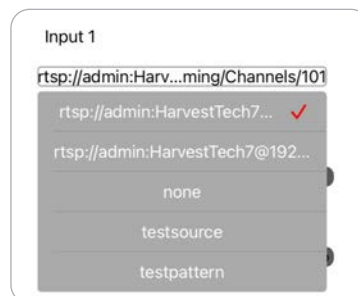 Input 1
rtsp://admin:Harv...ming/Channels/101
rtsp://admin:HarvestTech7...
rtsp://admin:HarvestTech7@192...
none
testsource
testpattern